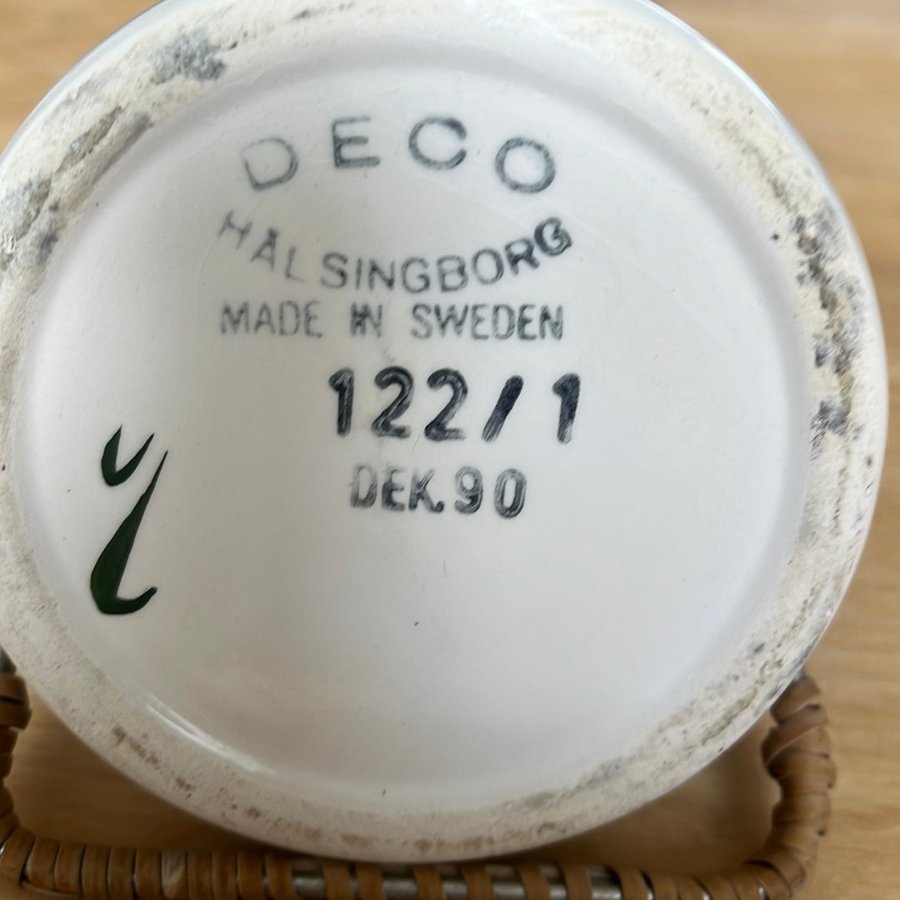 DECO
HÄLSINGBORG
MADE IN SWEDEN
122/1
DEK.90